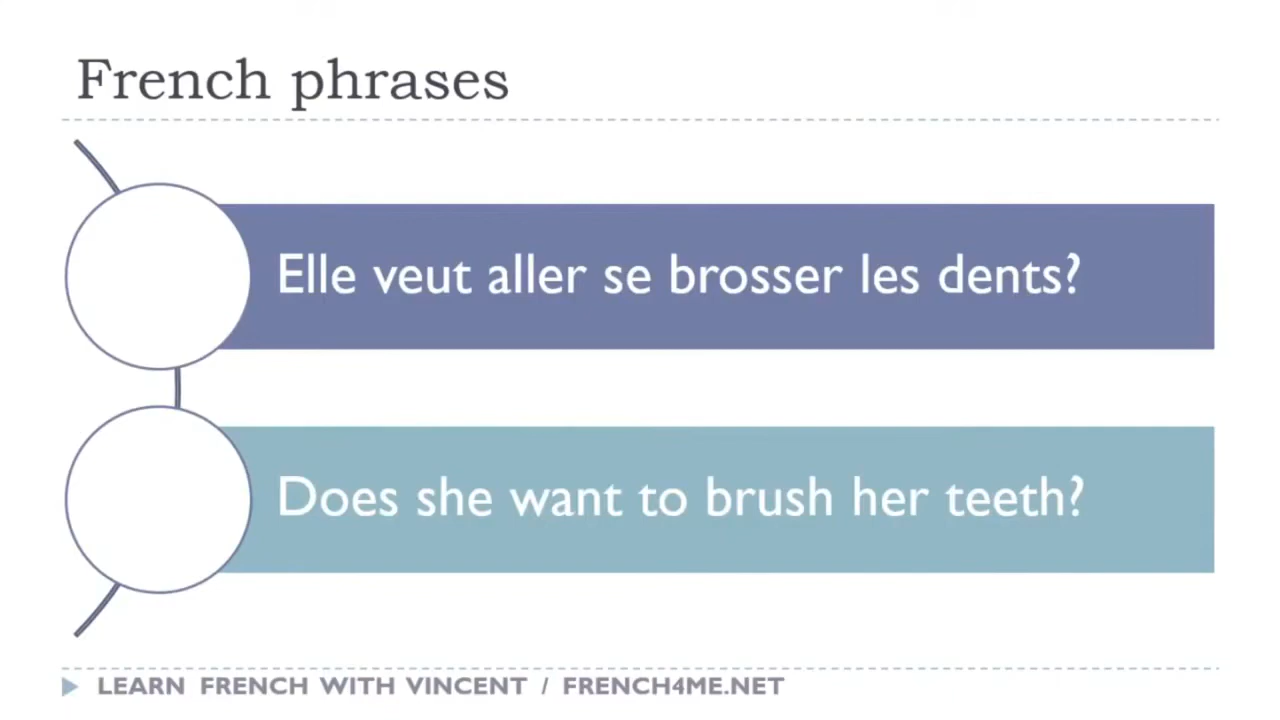 French phrases
Elle veut aller se brosser les dents?
Does she want to brush her teeth?
LEARN FRENCH WITH VINCENT / FRENCH4ME.NET